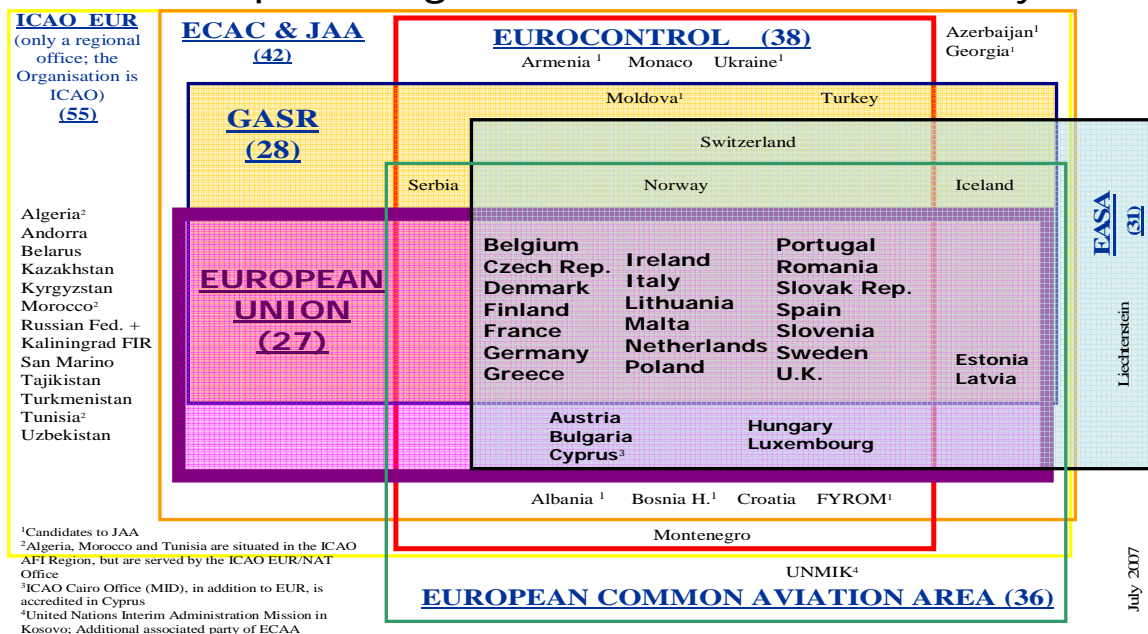 ICAO EUR
(only a regional
office; the
Organisation is
ICAO)
(55)
ECAC & JAA
(42)
EUROCONTROL (38)
Armenia ¹ Monaco Ukraine¹
Azerbaijan¹
Georgia¹
Moldova¹ Turkey
GASR
(28)
Switzerland
Serbia Norway Iceland
EASA
(31)
Liechtenstein
Algeria²
Andorra
Belarus
Kazakhstan
Kyrgyzstan
Morocco²
Russian Fed. +
Kaliningrad FIR
San Marino
Tajikistan
Turkmenistan
Tunisia²
Uzbekistan
EUROPEAN
UNION
(27)
Belgium
Czech Rep.
Denmark
Finland
France
Germany
Greece
Ireland
Italy
Lithuania
Malta
Netherlands
Poland
Portugal
Romania
Slovak Rep.
Spain
Slovenia
Sweden
U.K.
Estonia
Latvia
Austria
Bulgaria
Cyprus³
Hungary
Luxembourg
Albania ¹ Bosnia H.¹ Croatia FYROM¹
Montenegro
UNMIK⁴
EUROPEAN COMMON AVIATION AREA (36)
¹Candidates to JAA
²Algeria, Morocco and Tunisia are situated in the ICAO
AFI Region, but are served by the ICAO EUR/NAT
Office
³ICAO Cairo Office (MID), in addition to EUR, is
accredited in Cyprus
⁴United Nations Interim Administration Mission in
Kosovo; Additional associated party of ECAA
July 2007